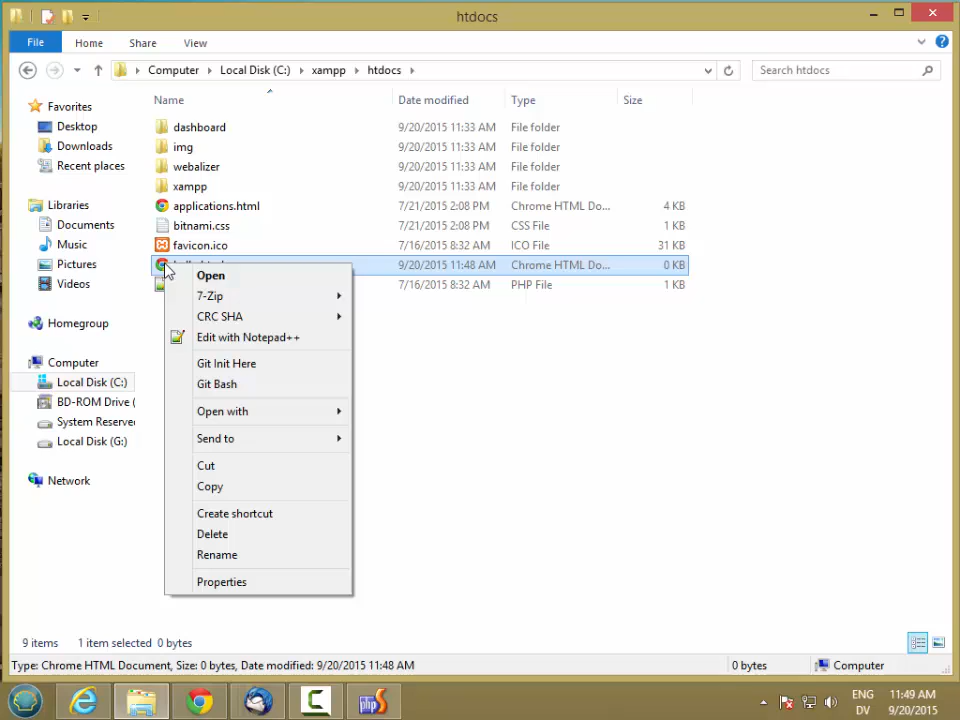 htdocs
File Home Share View
Computer Local Disk (C:) xampp htdocs Search htdocs
Name Date modified Type Size
Favorites
Desktop
Downloads
Recent places
Libraries
Documents
Music
Pictures
Videos
Homegroup
Computer
Local Disk (C:)
BD-ROM Drive (
System Reserve
Local Disk (G:)
Network
dashboard 9/20/2015 11:33 AM File folder
img 9/20/2015 11:33 AM File folder
webalizer 9/20/2015 11:33 AM File folder
xampp 9/20/2015 11:33 AM File folder
applications.html 7/21/2015 2:08 PM Chrome HTML Do... 4 KB
bitnami.css 7/21/2015 2:08 PM CSS File 1 KB
favicon.ico 7/16/2015 8:32 AM ICO File 31 KB
9/20/2015 11:48 AM Chrome HTML Do... 0 KB
7/16/2015 8:32 AM PHP File 1 KB
Open
7-Zip
CRC SHA
Edit with Notepad++
Git Init Here
Git Bash
Open with
Send to
Cut
Copy
Create shortcut
Delete
Rename
Properties
9 items 1 item selected 0 bytes
Type: Chrome HTML Document, Size: 0 bytes, Date modified: 9/20/2015 11:48 AM 0 bytes Computer
php
ENG 11:49 AM
DV 9/20/2015